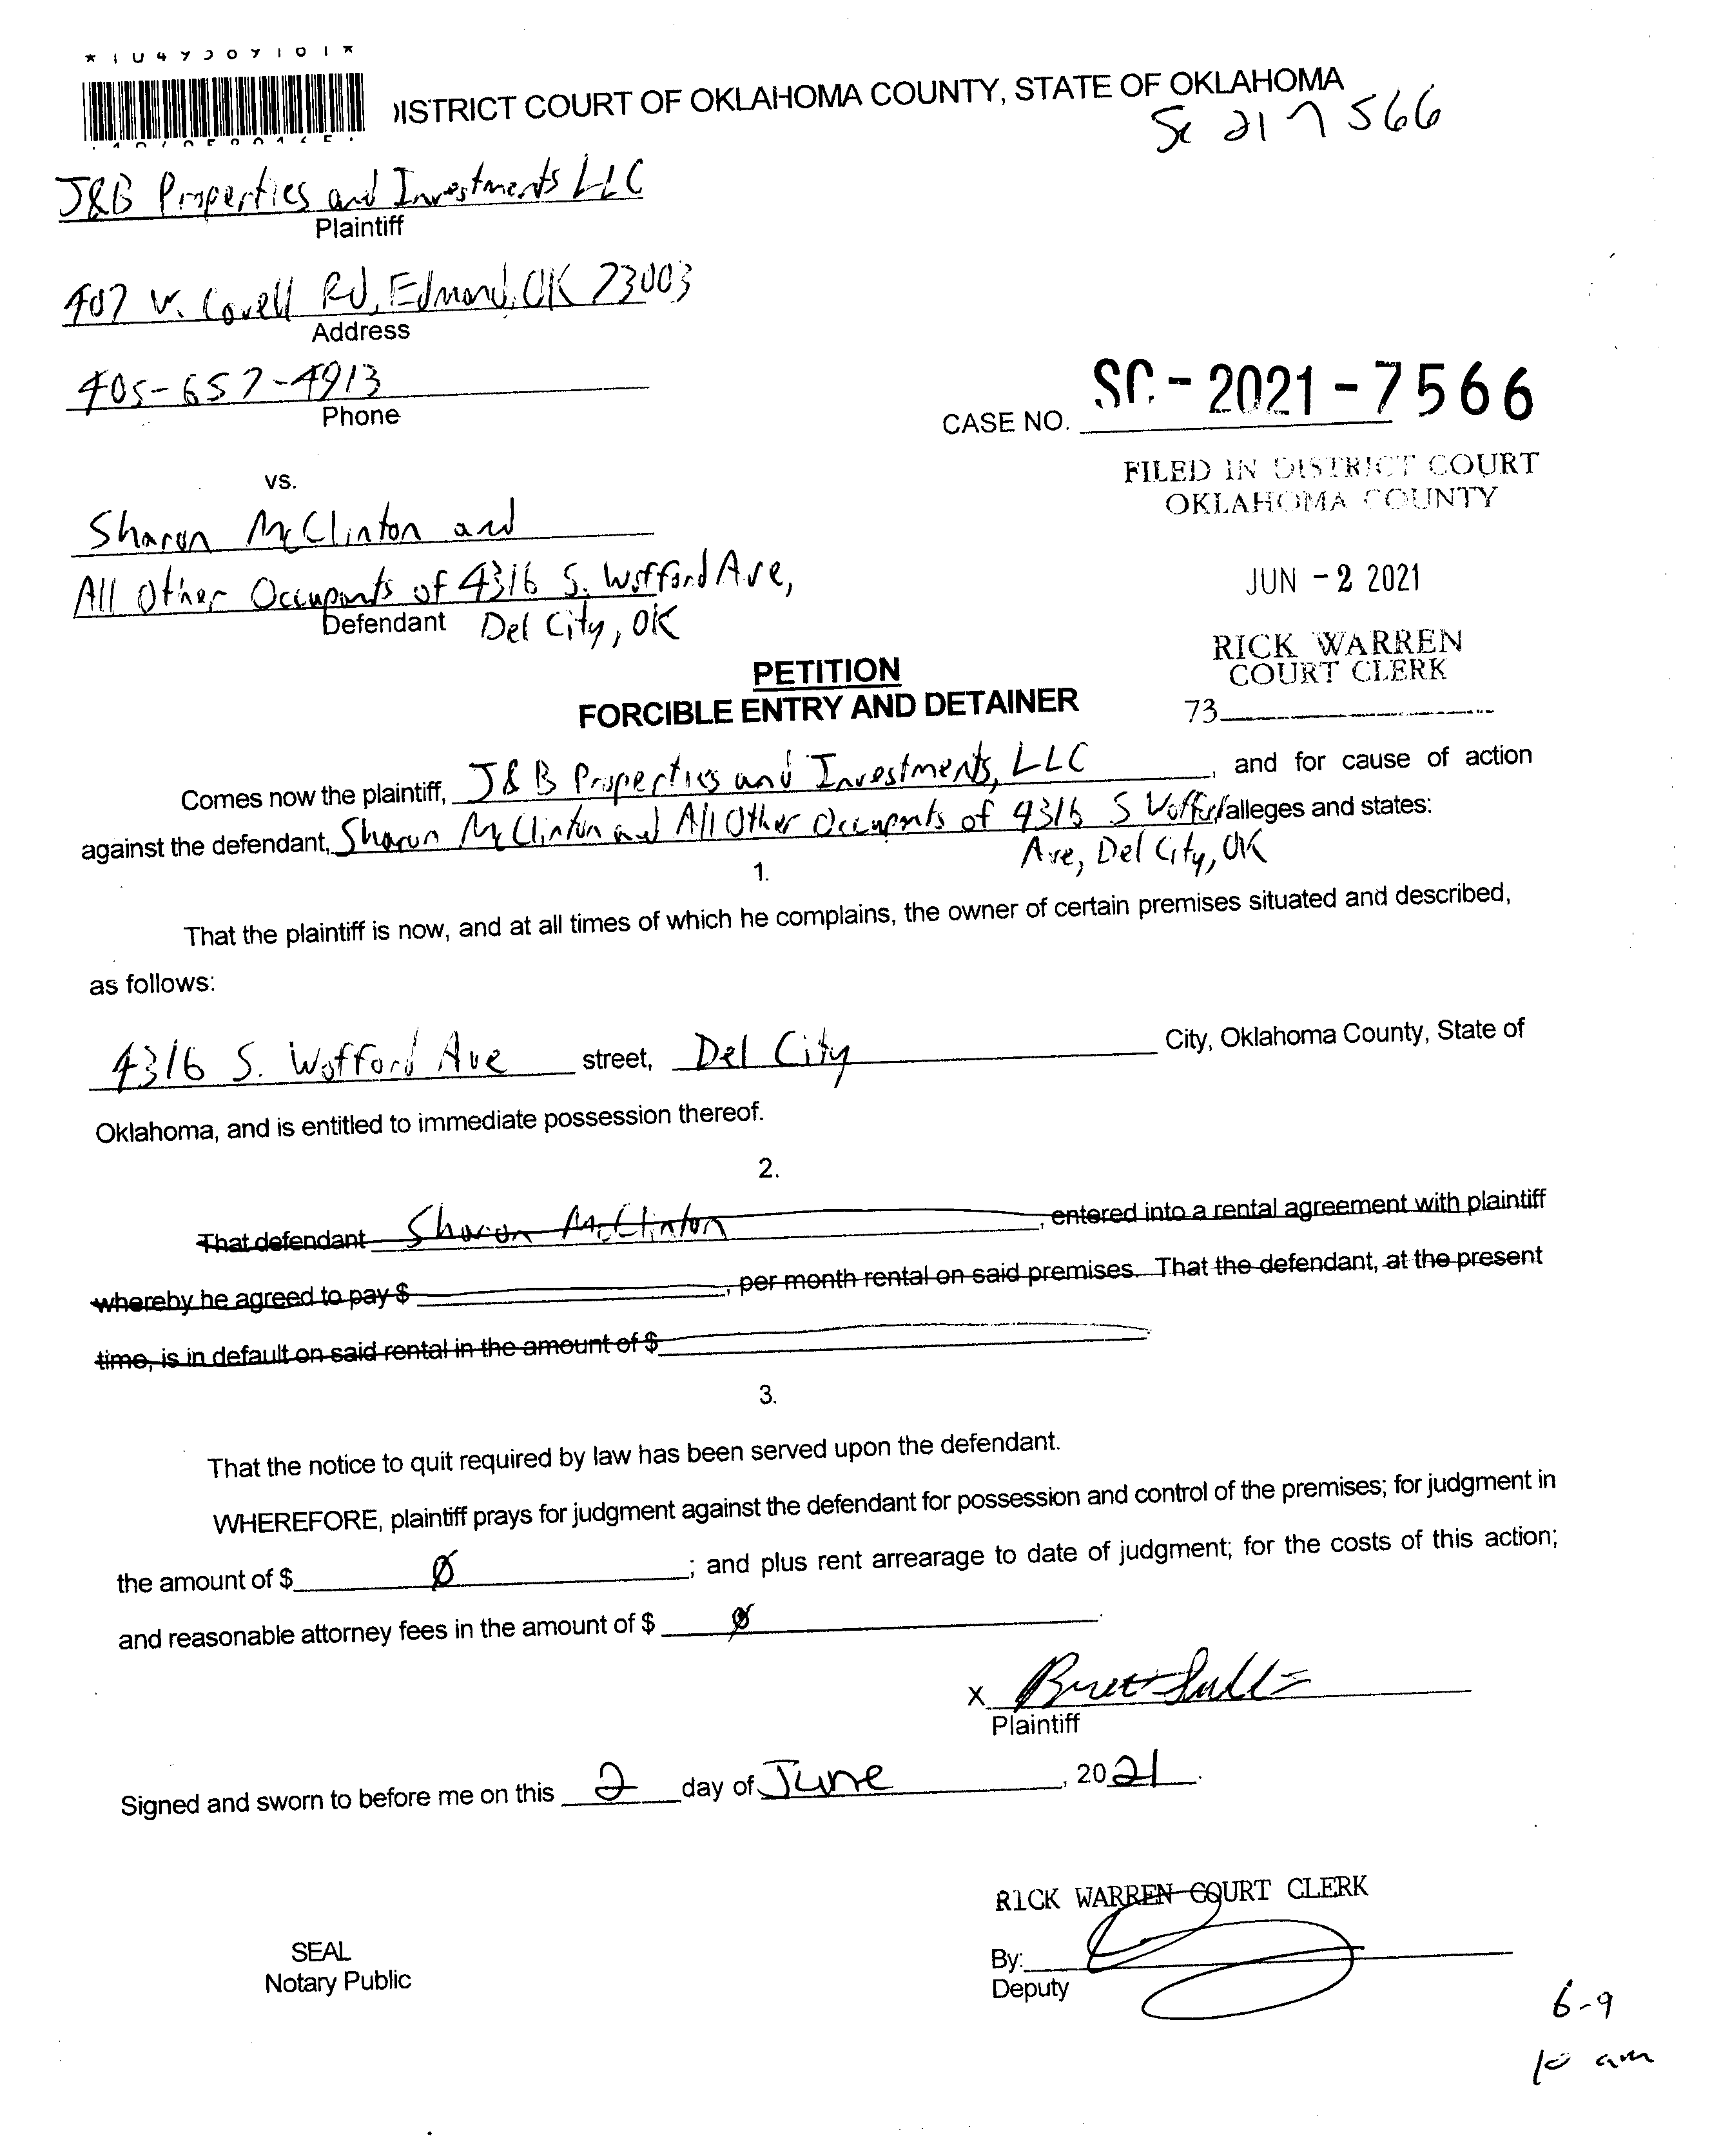 *1049509101*
DISTRICT COURT OF OKLAHOMA COUNTY, STATE OF OKLAHOMA
SC 21 7566
J&B Properties and Investments LLC
Plaintiff
407 W. Covell Rd, Edmond, OK 73003
Address
405-657-4913
Phone
CASE NO. SC-2021-7566
FILED IN DISTRICT COURT
OKLAHOMA COUNTY
vs.
Sharon McClinton and
All Other Occupants of 4316 S. Wofford Ave,
Defendant Del City, OK
JUN -2 2021
RICK WARREN
COURT CLERK
73
PETITION
FORCIBLE ENTRY AND DETAINER
Comes now the plaintiff, J&B Properties and Investments, LLC, and for cause of action
against the defendant, Sharon McClinton and All Other Occupants of 4316 S Wofford alleges and states:
Ave, Del City, OK
1.
That the plaintiff is now, and at all times of which he complains, the owner of certain premises situated and described,
as follows:
4316 S. Wofford Ave street, Del City City, Oklahoma County, State of
Oklahoma, and is entitled to immediate possession thereof.
2.
That defendant Sharon McClinton, entered into a rental agreement with plaintiff
whereby he agreed to pay $, per month rental on said premises. That the defendant, at the present
time, is in default on said rental in the amount of $
3.
That the notice to quit required by law has been served upon the defendant.
WHEREFORE, plaintiff prays for judgment against the defendant for possession and control of the premises; for judgment in
the amount of $ 0; and plus rent arrearage to date of judgment; for the costs of this action;
and reasonable attorney fees in the amount of $ 0.
X
Plaintiff
Signed and sworn to before me on this 2 day of June, 2021.
RICK WARREN COURT CLERK
SEAL
Notary Public
By:
Deputy
6-9
10 am